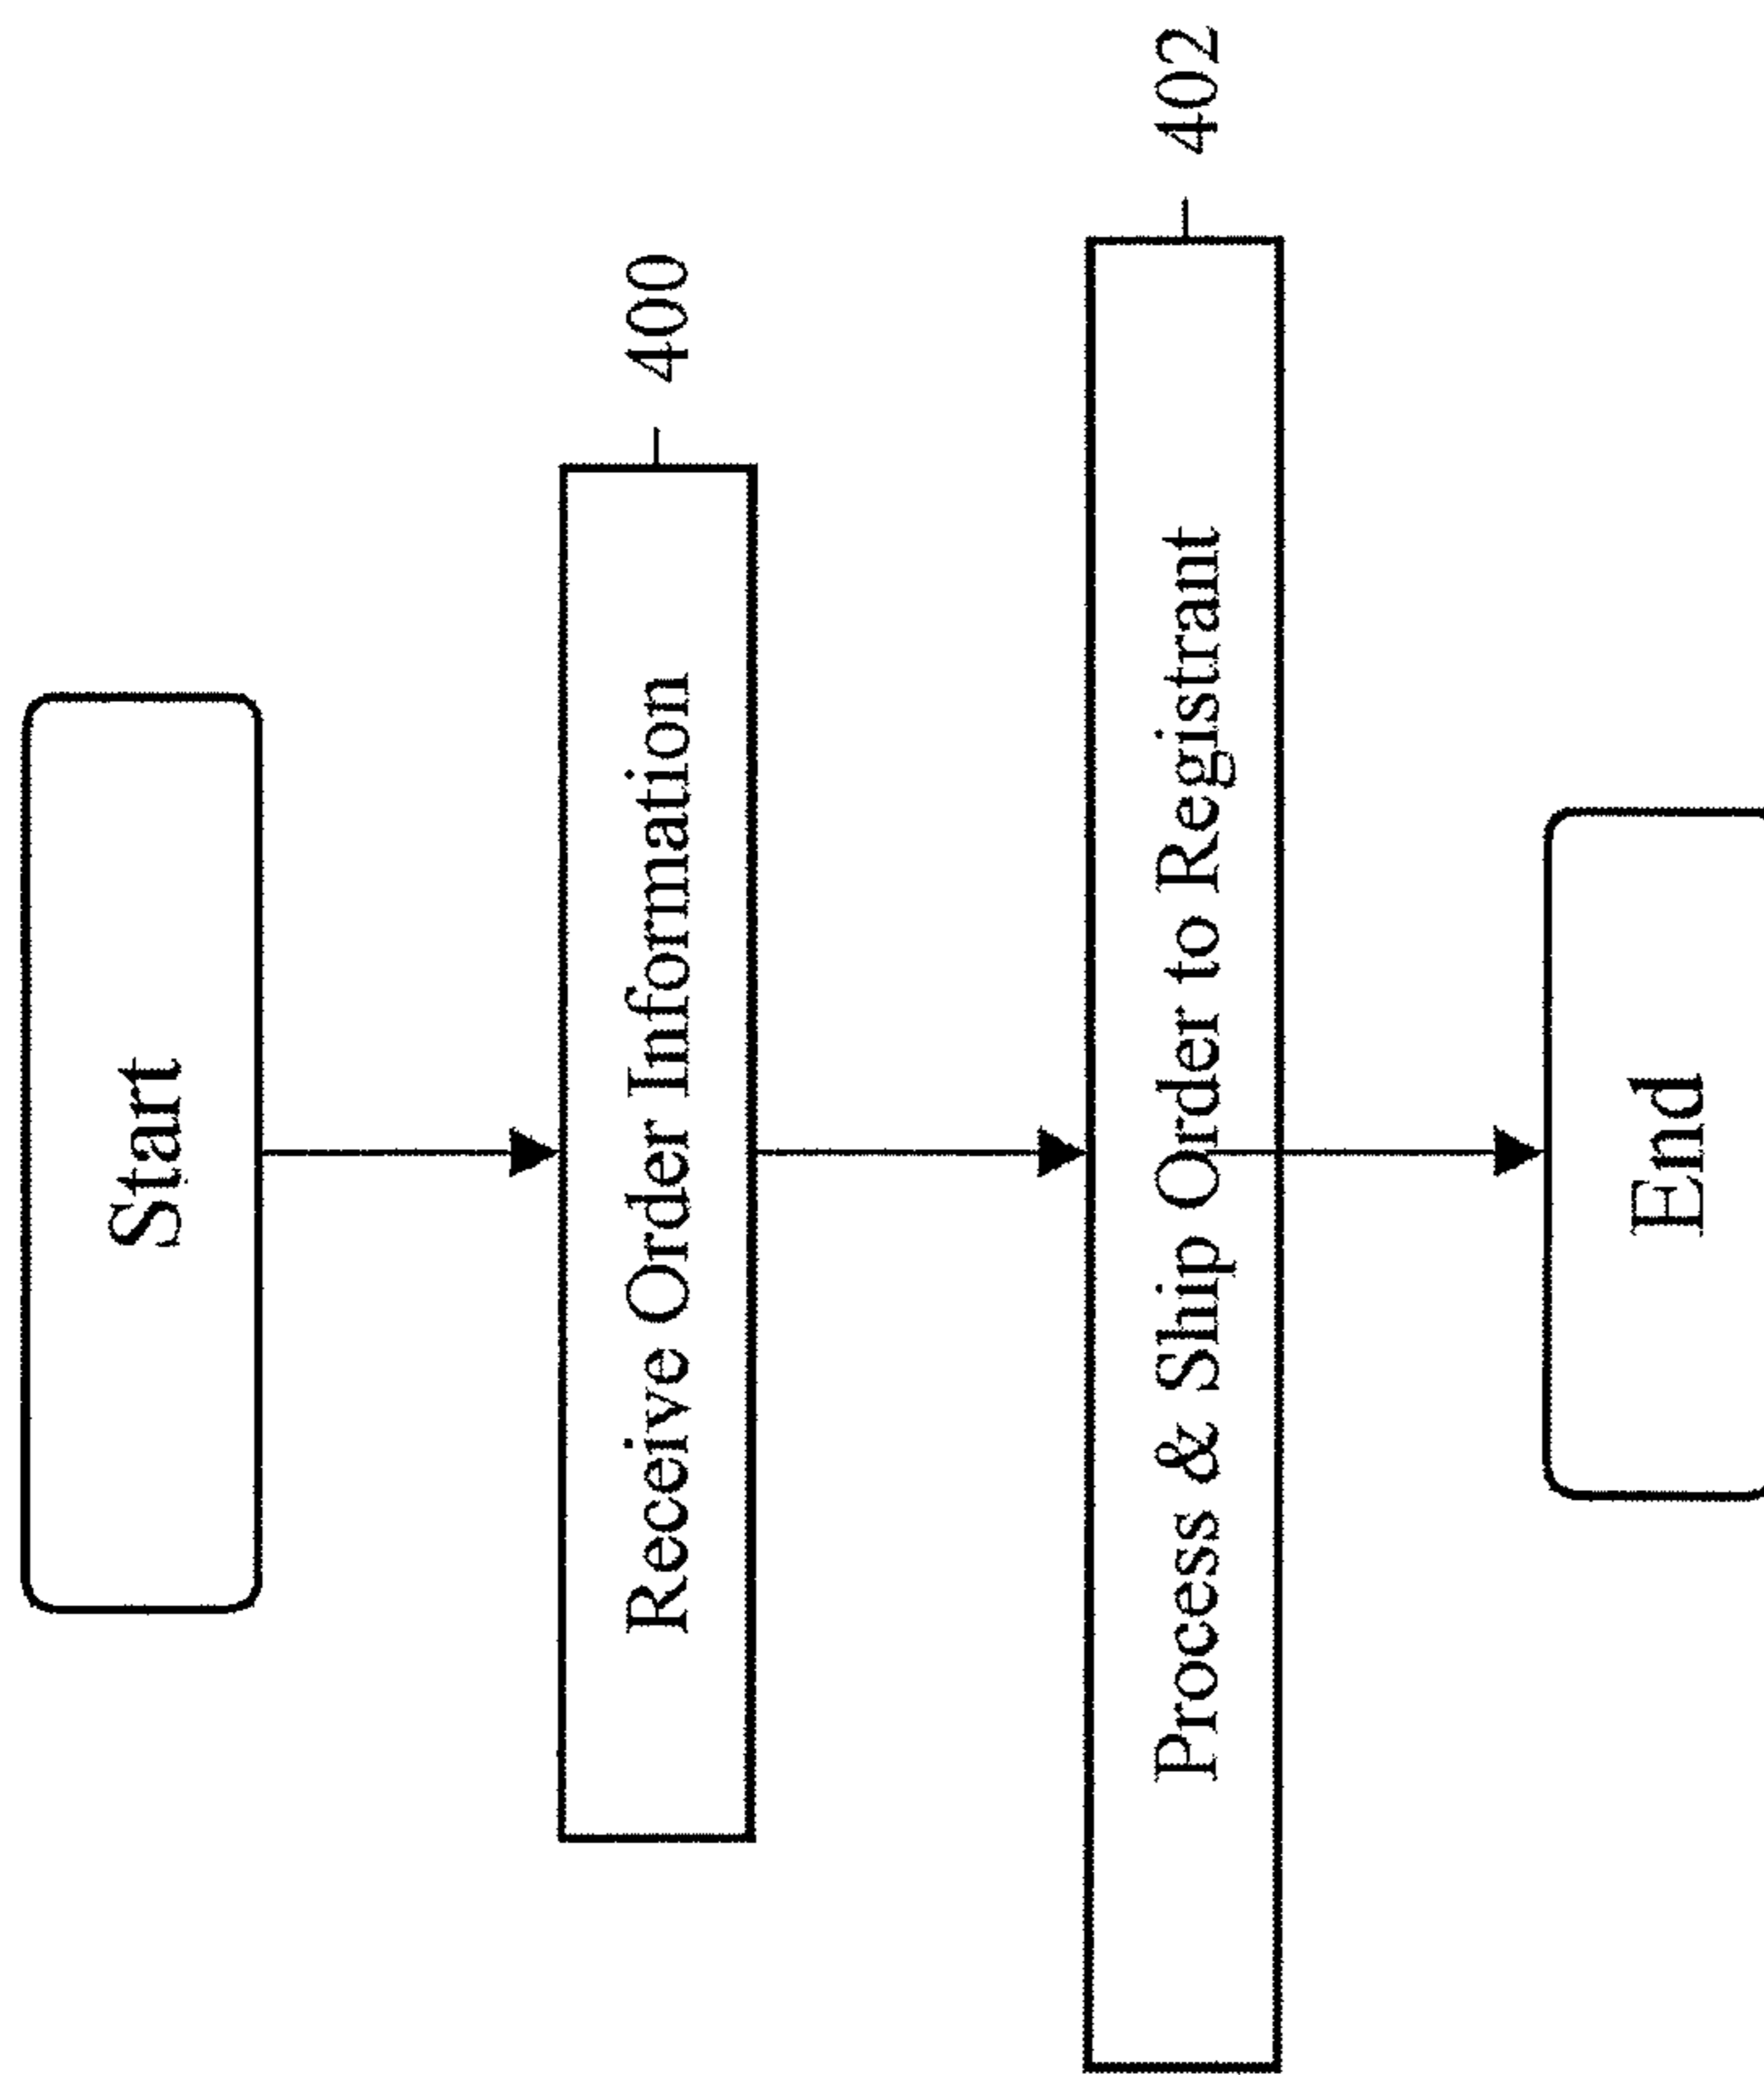 Start
Receive Order Information
400
Process & Ship Order to Registrant
402
End